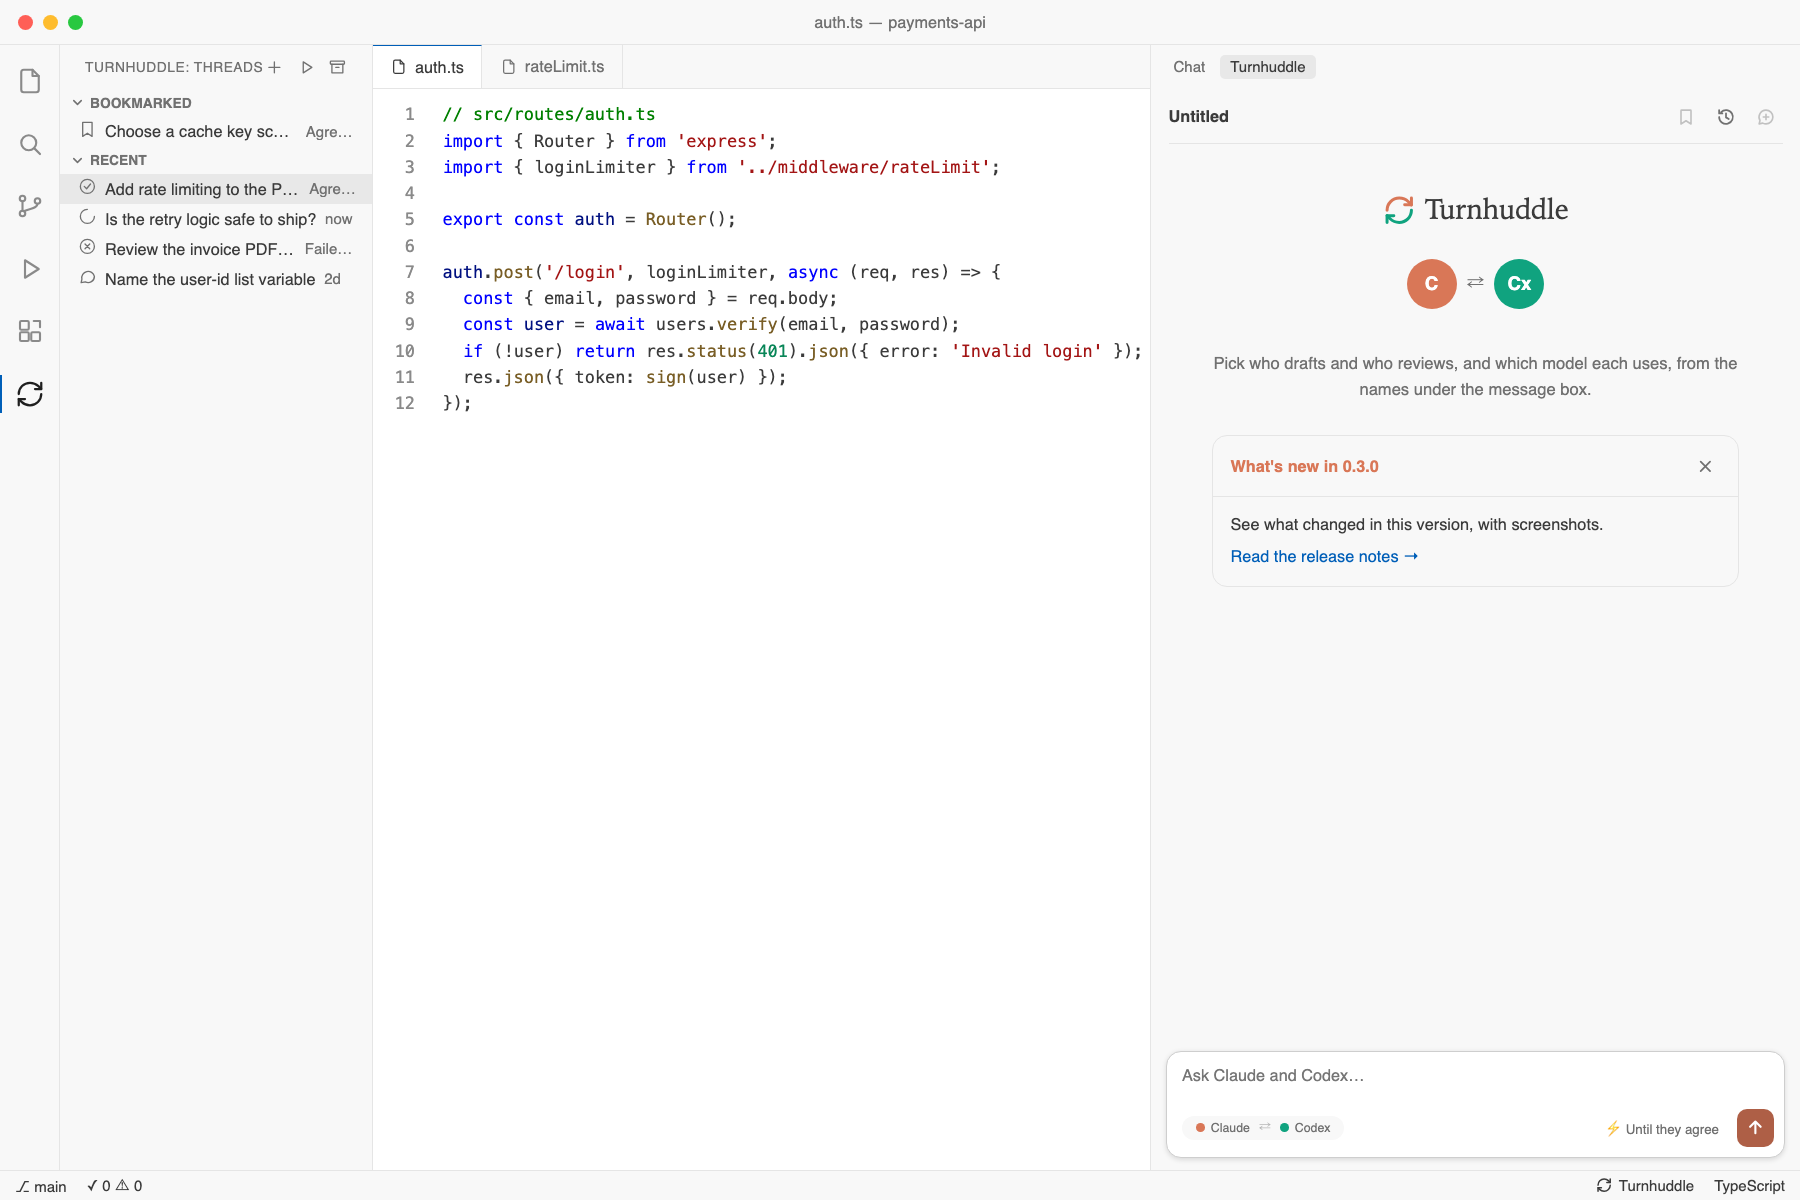 auth.ts — payments-api
TURNHUDDLE: THREADS
BOOKMARKED
Choose a cache key sc… Agre…
RECENT
Add rate limiting to the P… Agre…
Is the retry logic safe to ship? now
Review the invoice PDF… Faile…
Name the user-id list variable 2d
auth.ts
rateLimit.ts
1 // src/routes/auth.ts
2 import { Router } from 'express';
3 import { loginLimiter } from '../middleware/rateLimit';
4
5 export const auth = Router();
6
7 auth.post('/login', loginLimiter, async (req, res) => {
8   const { email, password } = req.body;
9   const user = await users.verify(email, password);
10   if (!user) return res.status(401).json({ error: 'Invalid login' });
11   res.json({ token: sign(user) });
12 });
Chat
Turnhuddle
Untitled
Turnhuddle
C ⇄ Cx
Pick who drafts and who reviews, and which model each uses, from the
names under the message box.
What's new in 0.3.0
See what changed in this version, with screenshots.
Read the release notes →
Ask Claude and Codex…
Claude ⇄ Codex
⚡ Until they agree
main
✓ 0 ⚠ 0
Turnhuddle
TypeScript